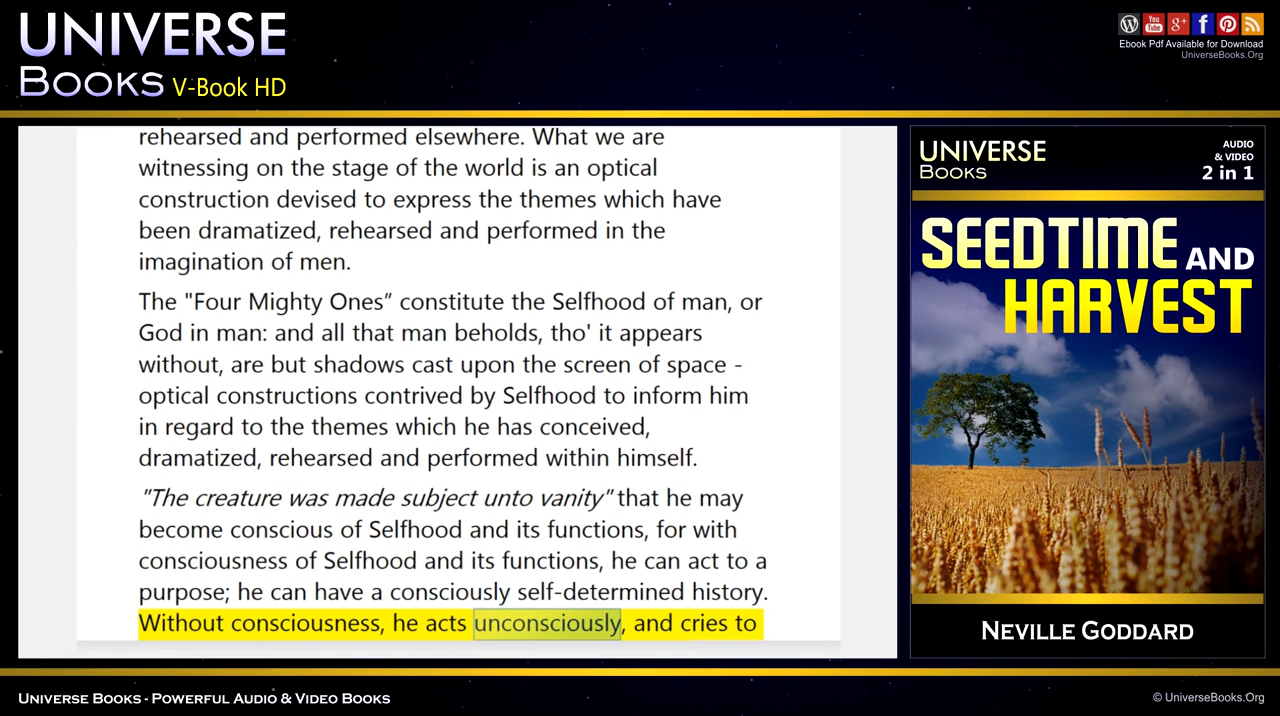 UNIVERSE
BOOKS V-Book HD
Ebook Pdf Available for Download
UniverseBooks.Org
rehearsed and performed elsewhere. What we are
witnessing on the stage of the world is an optical
construction devised to express the themes which have
been dramatized, rehearsed and performed in the
imagination of men.
The "Four Mighty Ones” constitute the Selfhood of man, or
God in man: and all that man beholds, tho' it appears
without, are but shadows cast upon the screen of space -
optical constructions contrived by Selfhood to inform him
in regard to the themes which he has conceived,
dramatized, rehearsed and performed within himself.
"The creature was made subject unto vanity" that he may
become conscious of Selfhood and its functions, for with
consciousness of Selfhood and its functions, he can act to a
purpose; he can have a consciously self-determined history.
Without consciousness, he acts unconsciously, and cries to
UNIVERSE
BOOKS
AUDIO
& VIDEO
2 in 1
SEEDTIME AND
HARVEST
NEVILLE GODDARD
UNIVERSE BOOKS - POWERFUL AUDIO & VIDEO BOOKS
© UniverseBooks.Org